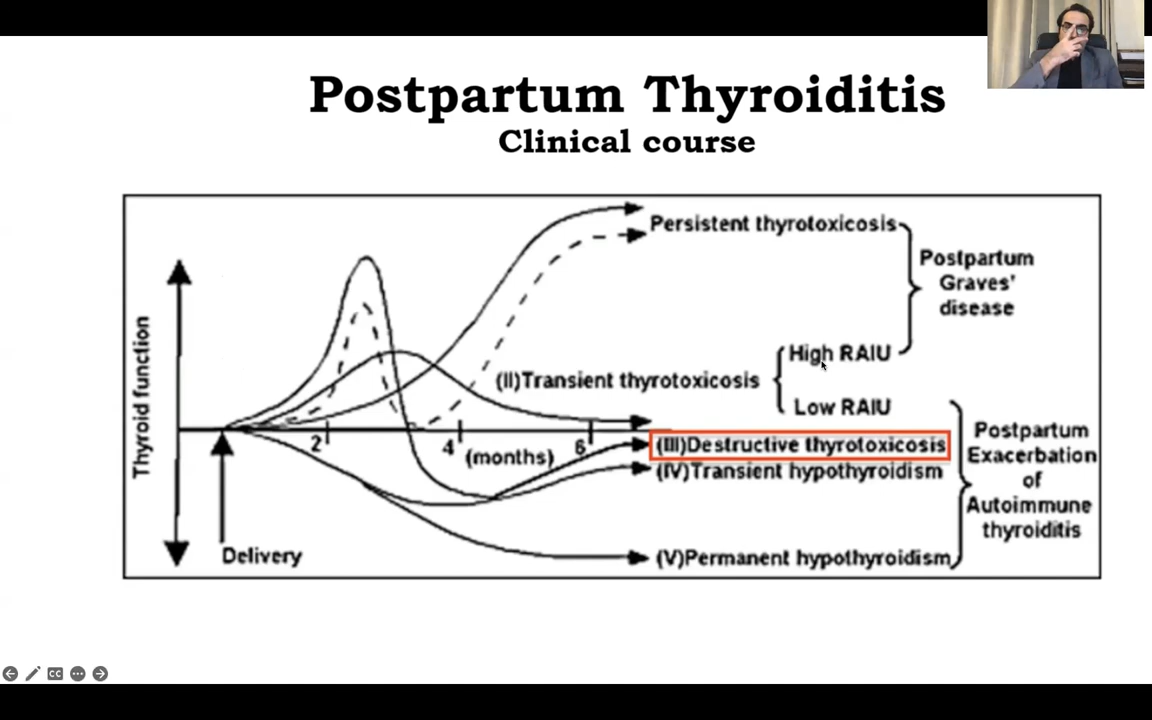 Postpartum Thyroiditis
Clinical course
Thyroid function
Persistent thyrotoxicosis
Postpartum
Graves'
disease
High RAIU
(II)Transient thyrotoxicosis
Low RAIU
2
4
(months)
6
(III)Destructive thyrotoxicosis
(IV)Transient hypothyroidism
Postpartum
Exacerbation
of
Autoimmune
thyroiditis
Delivery
(V)Permanent hypothyroidism
CC